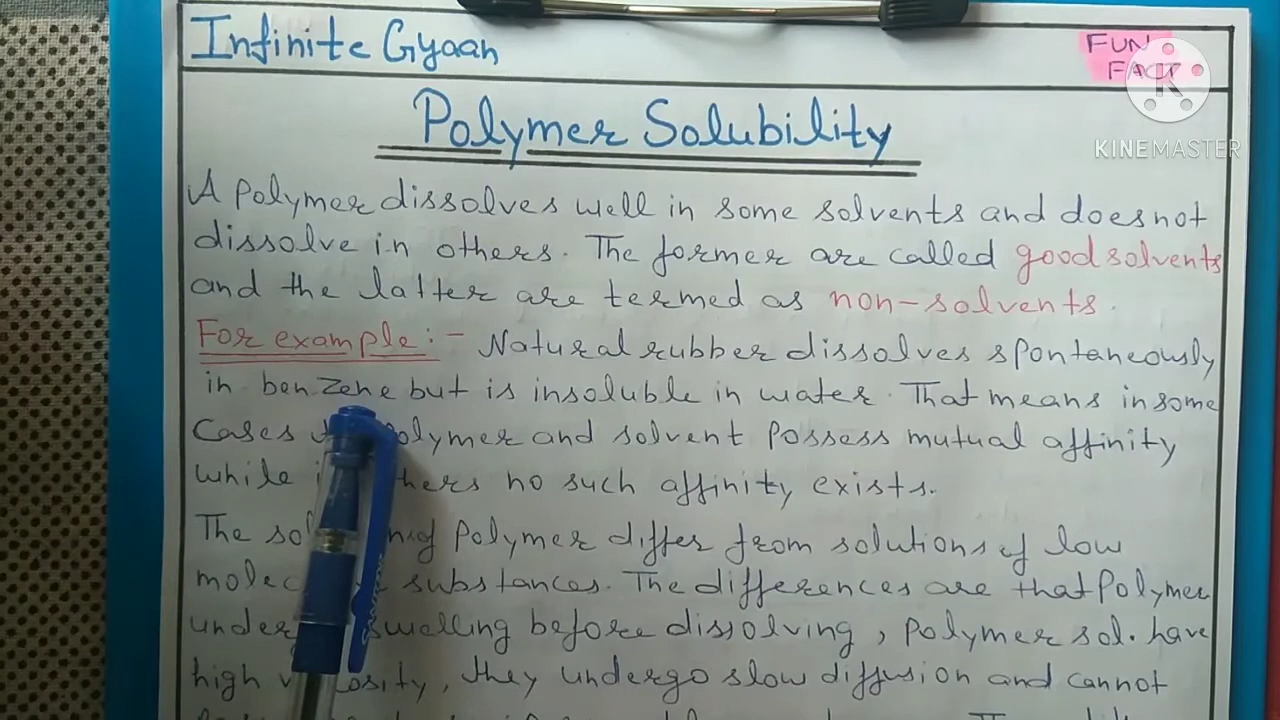 Infinite Gyaan
FUN
FACT
KINEMASTER
Polymer Solubility
A Polymer dissolves well in some solvents and does not
dissolve in others. The former are called good solvents
and the latter are termed as non-solvents.
For example:- Natural rubber dissolves spontaneously
in benzene but is insoluble in water. That means in some
Cases polymer and solvent possess mutual affinity
while no such affinity exists.
The of Polymer differ from solutions of low
substances. The differences are that Polymer
swelling before dissolving, polymer sol. have
high they undergo slow diffusion and cannot